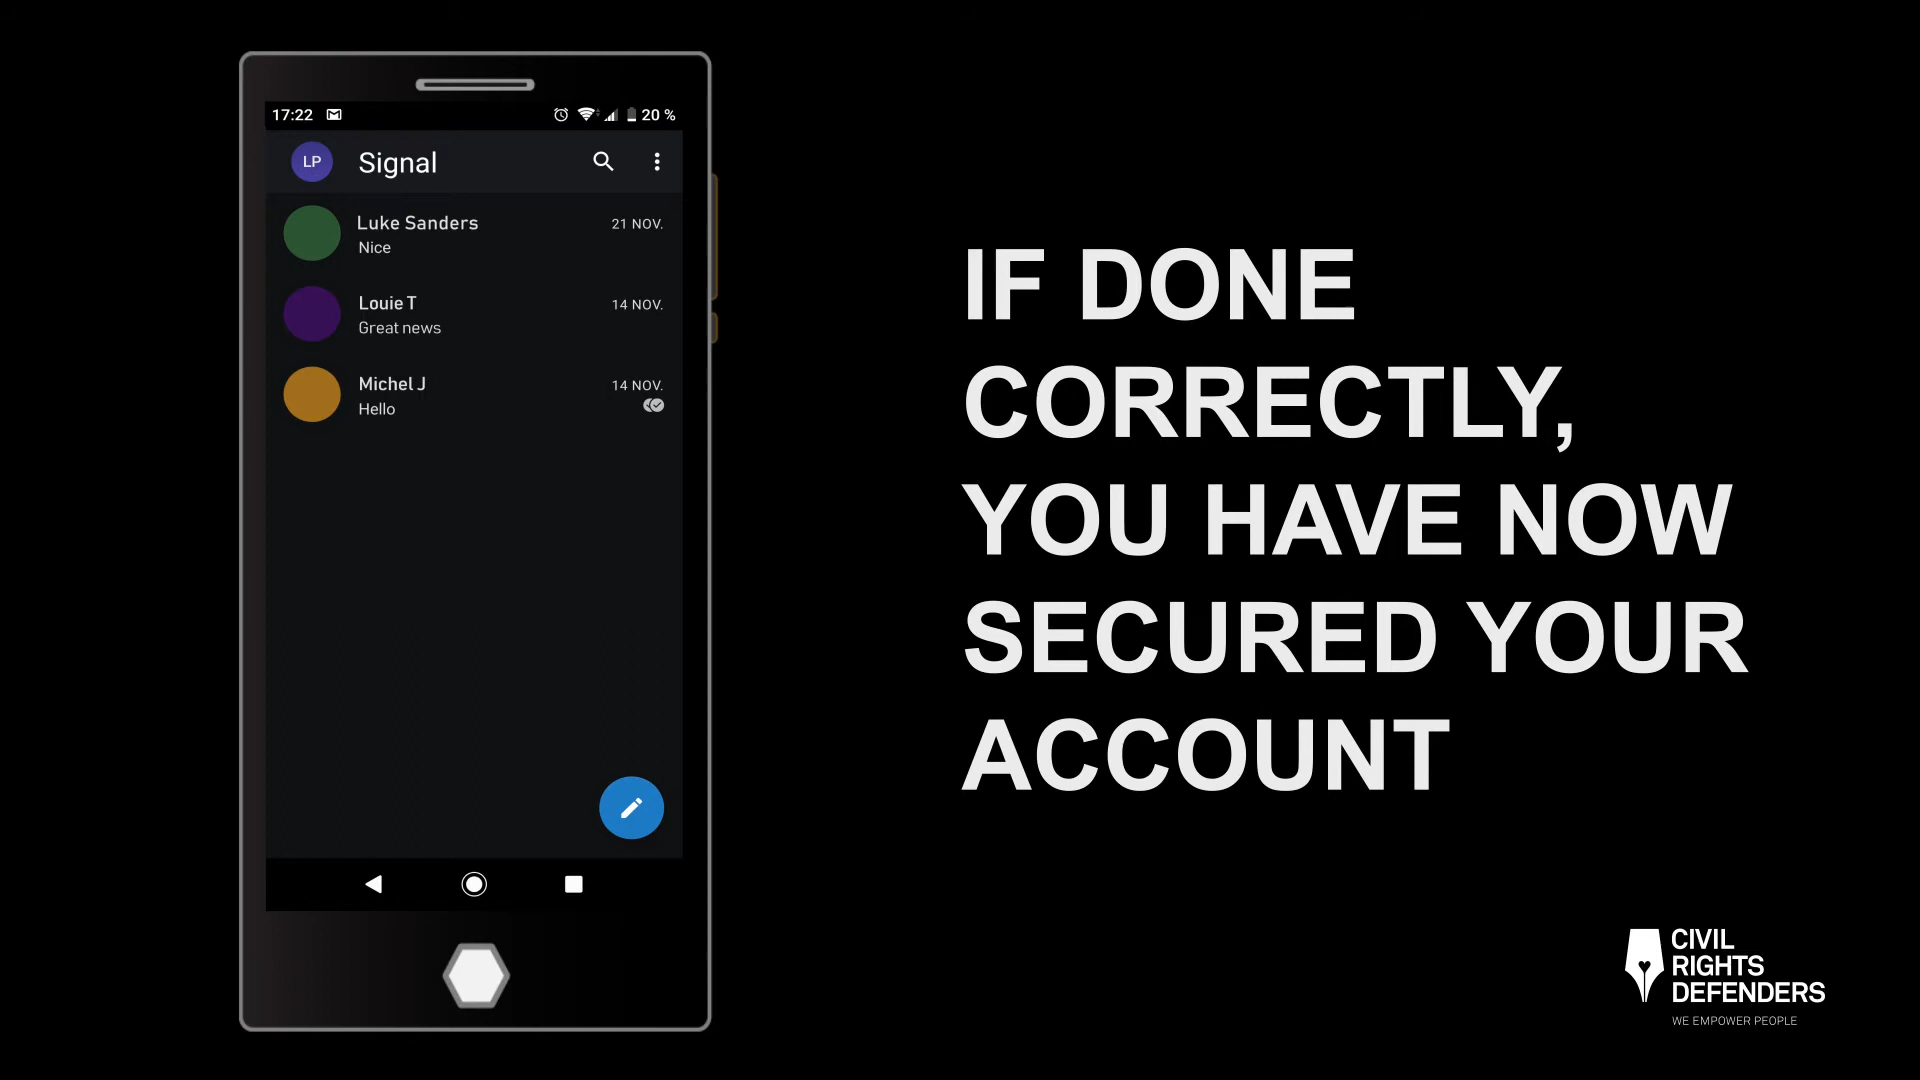 17:22
20 %
LP
Signal
Luke Sanders
21 NOV.
Nice
Louie T
14 NOV.
Great news
Michel J
14 NOV.
Hello
IF DONE
CORRECTLY,
YOU HAVE NOW
SECURED YOUR
ACCOUNT
CIVIL
RIGHTS
DEFENDERS
WE EMPOWER PEOPLE